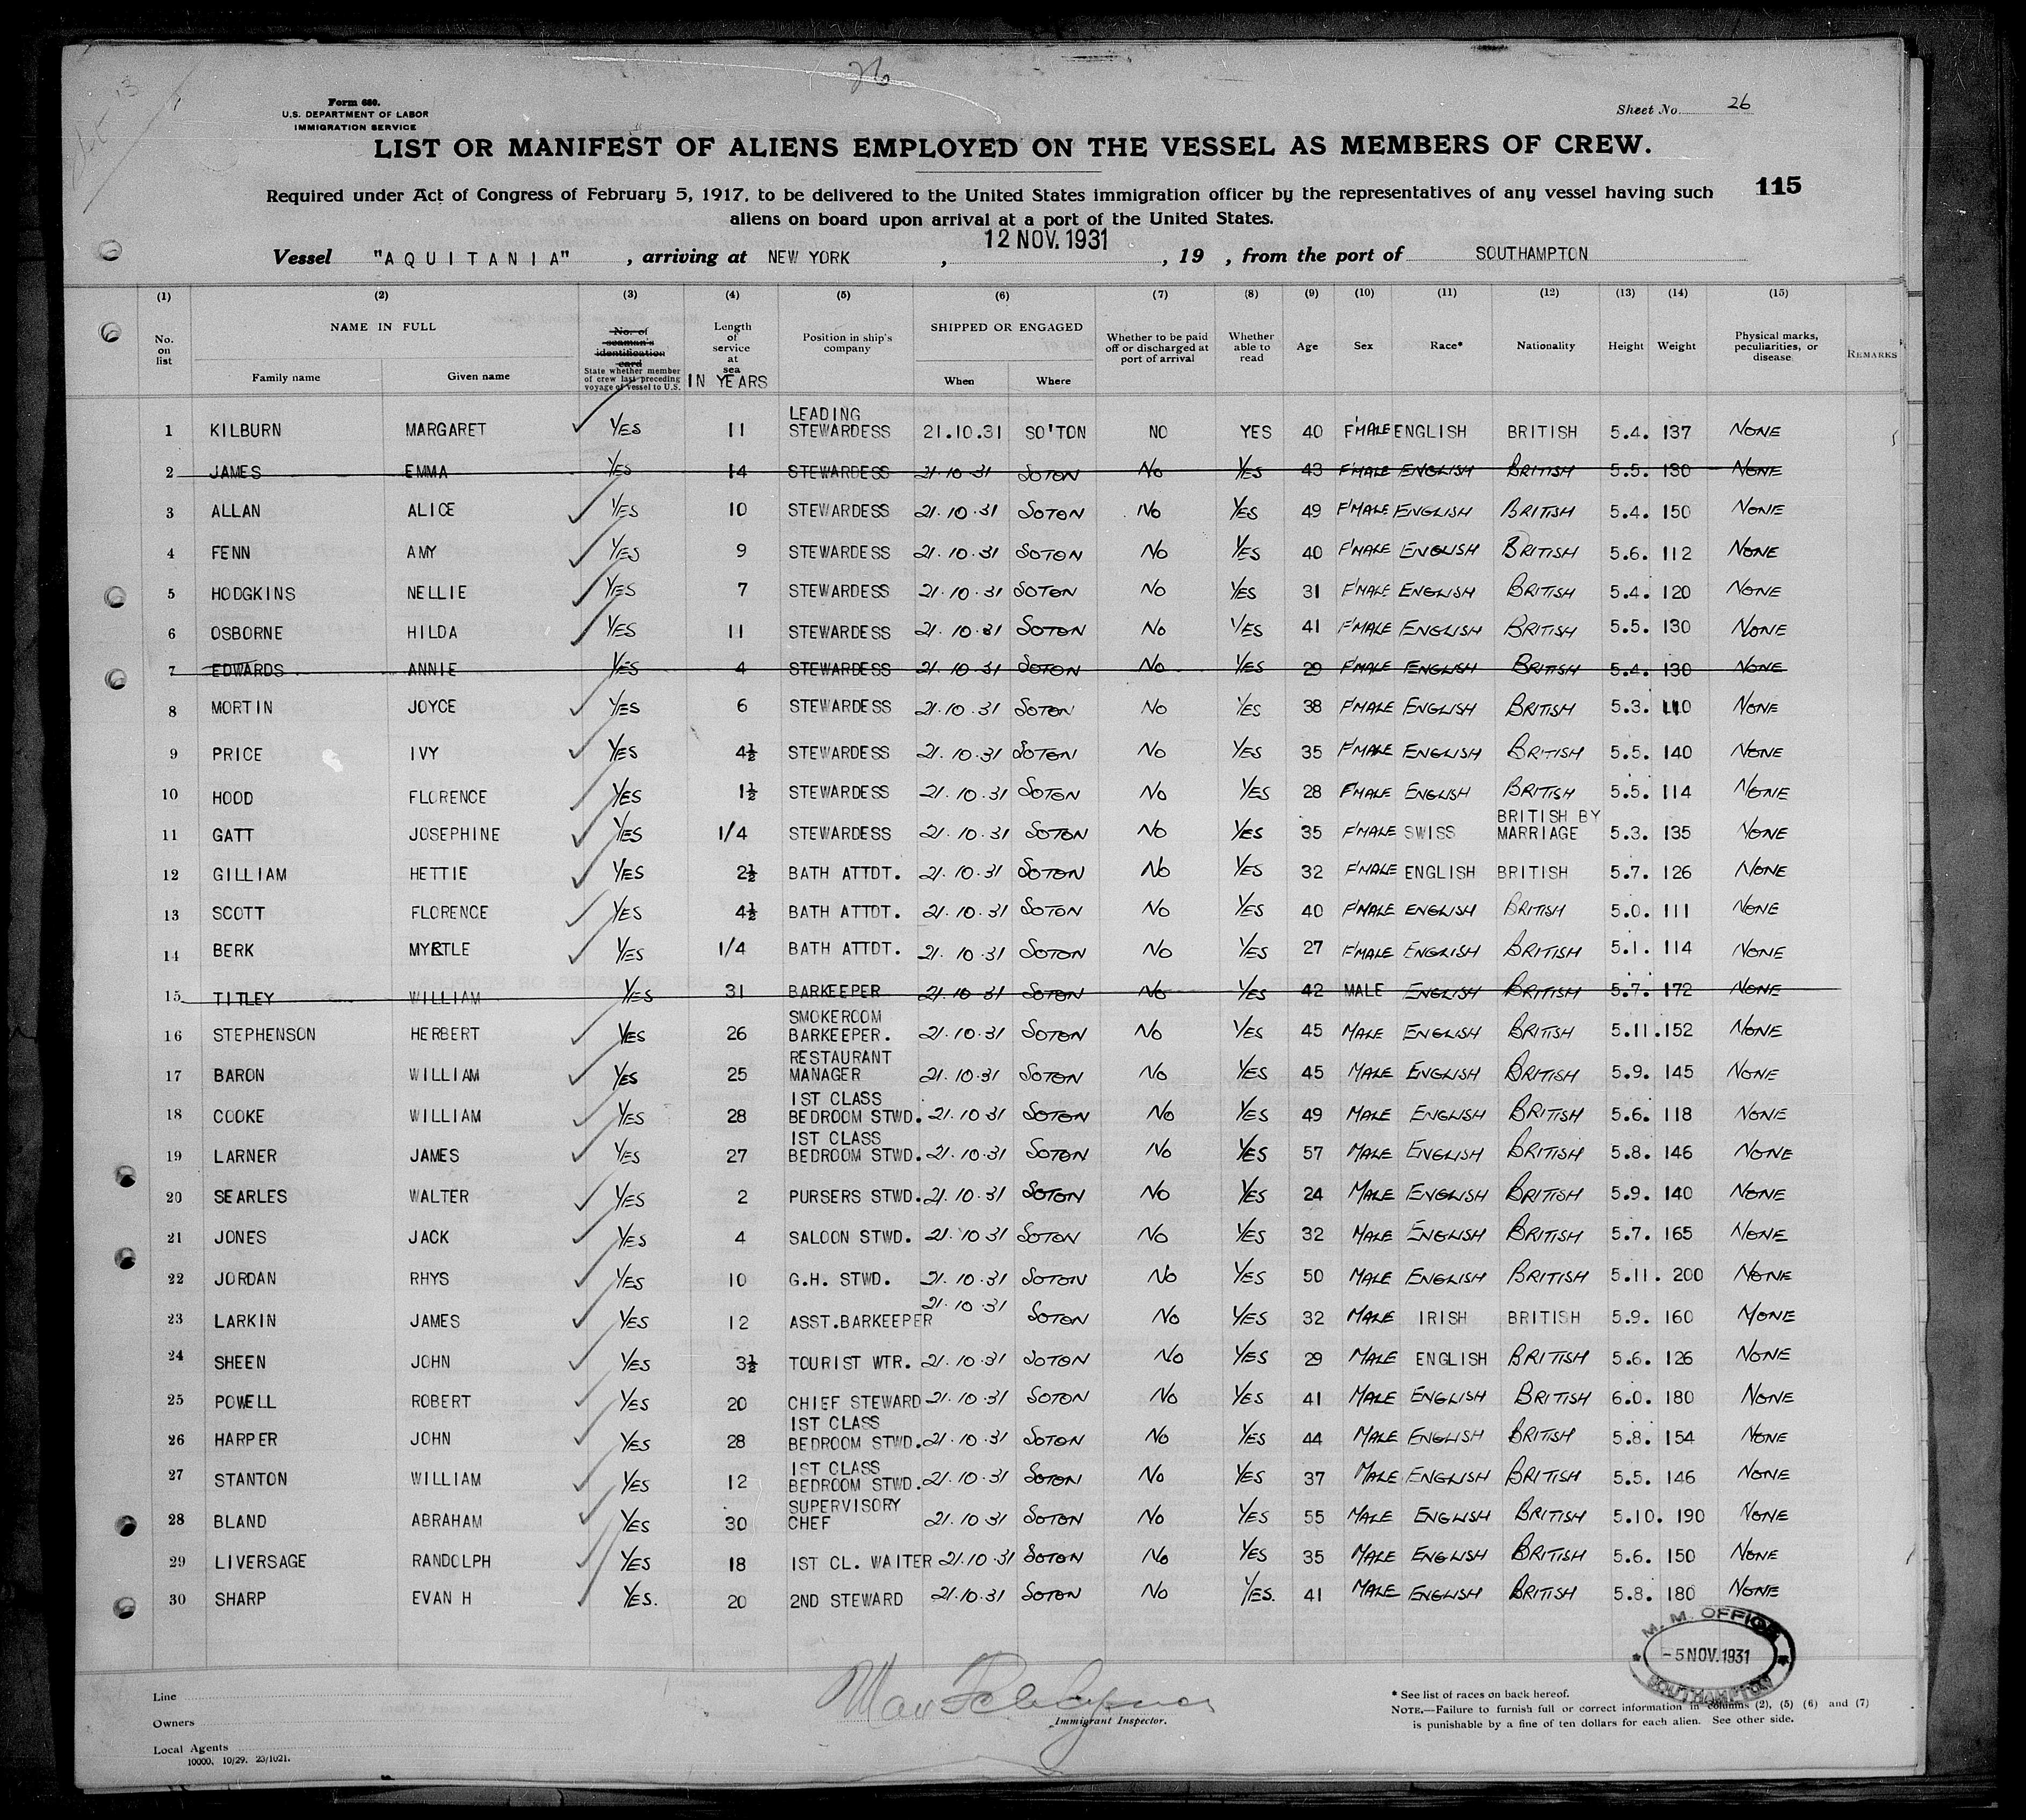 26
Form 680.
U.S. DEPARTMENT OF LABOR
IMMIGRATION SERVICE
Sheet No. 26
LIST OR MANIFEST OF ALIENS EMPLOYED ON THE VESSEL AS MEMBERS OF CREW.
Required under Act of Congress of February 5, 1917, to be delivered to the United States immigration officer by the representatives of any vessel having such
aliens on board upon arrival at a port of the United States.
115
Vessel "AQUITANIA", arriving at NEW YORK, 12 NOV. 1931, 19 , from the port of SOUTHAMPTON
(1) (2) (3) (4) (5) (6) (7) (8) (9) (10) (11) (12) (13) (14) (15)
No. on list NAME IN FULL Family name Given name No. of seaman's identification card State whether member of crew last preceding voyage of vessel to U.S. Length of service at sea IN YEARS Position in ship's company SHIPPED OR ENGAGED When Where Whether to be paid off or discharged at port of arrival Whether able to read Age Sex Race* Nationality Height Weight Physical marks, peculiarities, or disease. REMARKS
1 KILBURN MARGARET YES 11 LEADING STEWARDESS 21.10.31 SO'TON NO YES 40 F'MALE ENGLISH BRITISH 5.4. 137 NONE
2 JAMES EMMA YES 14 STEWARDESS 21.10.31 SOTON NO YES 43 F'MALE ENGLISH BRITISH 5.5. 130 NONE
3 ALLAN ALICE YES 10 STEWARDESS 21.10.31 SOTON NO YES 49 F'MALE ENGLISH BRITISH 5.4. 150 NONE
4 FENN AMY YES 9 STEWARDESS 21.10.31 SOTON NO YES 40 F'MALE ENGLISH BRITISH 5.6. 112 NONE
5 HODGKINS NELLIE YES 7 STEWARDESS 21.10.31 SOTON NO YES 31 F'MALE ENGLISH BRITISH 5.4. 120 NONE
6 OSBORNE HILDA YES 11 STEWARDESS 21.10.31 SOTON NO YES 41 F'MALE ENGLISH BRITISH 5.5. 130 NONE
7 EDWARDS ANNIE YES 4 STEWARDESS 21.10.31 SOTON NO YES 29 F'MALE ENGLISH BRITISH 5.4. 130 NONE
8 MORTIN JOYCE YES 6 STEWARDESS 21.10.31 SOTON NO YES 38 F'MALE ENGLISH BRITISH 5.3. 110 NONE
9 PRICE IVY YES 4½ STEWARDESS 21.10.31 SOTON NO YES 35 F'MALE ENGLISH BRITISH 5.5. 140 NONE
10 HOOD FLORENCE YES 1½ STEWARDESS 21.10.31 SOTON NO YES 28 F'MALE ENGLISH BRITISH 5.5. 114 NONE
11 GATT JOSEPHINE YES 1/4 STEWARDESS 21.10.31 SOTON NO YES 35 F'MALE SWISS BRITISH BY MARRIAGE 5.3. 135 NONE
12 GILLIAM HETTIE YES 2½ BATH ATTDT. 21.10.31 SOTON NO YES 32 F'MALE ENGLISH BRITISH 5.7. 126 NONE
13 SCOTT FLORENCE YES 4½ BATH ATTDT. 21.10.31 SOTON NO YES 40 F'MALE ENGLISH BRITISH 5.0. 111 NONE
14 BERK MYRTLE YES 1/4 BATH ATTDT. 21.10.31 SOTON NO YES 27 F'MALE ENGLISH BRITISH 5.1. 114 NONE
15 TITLEY WILLIAM YES 31 BARKEEPER 21.10.31 SOTON NO YES 42 MALE ENGLISH BRITISH 5.7. 172 NONE
16 STEPHENSON HERBERT YES 26 SMOKEROOM BARKEEPER. 21.10.31 SOTON NO YES 45 MALE ENGLISH BRITISH 5.11. 152 NONE
17 BARON WILLIAM YES 25 RESTAURANT MANAGER 21.10.31 SOTON NO YES 45 MALE ENGLISH BRITISH 5.9. 145 NONE
18 COOKE WILLIAM YES 28 1ST CLASS BEDROOM STWD. 21.10.31 SOTON NO YES 49 MALE ENGLISH BRITISH 5.6. 118 NONE
19 LARNER JAMES YES 27 1ST CLASS BEDROOM STWD. 21.10.31 SOTON NO YES 57 MALE ENGLISH BRITISH 5.8. 146 NONE
20 SEARLES WALTER YES 2 PURSERS STWD. 21.10.31 SOTON NO YES 24 MALE ENGLISH BRITISH 5.9. 140 NONE
21 JONES JACK YES 4 SALOON STWD. 21.10.31 SOTON NO YES 32 MALE ENGLISH BRITISH 5.7. 165 NONE
22 JORDAN RHYS YES 10 G.H. STWD. 21.10.31 SOTON NO YES 50 MALE ENGLISH BRITISH 5.11. 200 NONE
23 LARKIN JAMES YES 12 ASST.BARKEEPER 21.10.31 SOTON NO YES 32 MALE IRISH BRITISH 5.9. 160 NONE
24 SHEEN JOHN YES 3½ TOURIST WTR. 21.10.31 SOTON NO YES 29 MALE ENGLISH BRITISH 5.6. 126 NONE
25 POWELL ROBERT YES 20 CHIEF STEWARD 21.10.31 SOTON NO YES 41 MALE ENGLISH BRITISH 6.0. 180 NONE
26 HARPER JOHN YES 28 1ST CLASS BEDROOM STWD. 21.10.31 SOTON NO YES 44 MALE ENGLISH BRITISH 5.8. 154 NONE
27 STANTON WILLIAM YES 12 1ST CLASS BEDROOM STWD. 21.10.31 SOTON NO YES 37 MALE ENGLISH BRITISH 5.5. 146 NONE
28 BLAND ABRAHAM YES 30 SUPERVISORY CHEF 21.10.31 SOTON NO YES 55 MALE ENGLISH BRITISH 5.10. 190 NONE
29 LIVERSAGE RANDOLPH YES 18 1ST CL. WAITER 21.10.31 SOTON NO YES 35 MALE ENGLISH BRITISH 5.6. 150 NONE
30 SHARP EVAN H YES. 20 2ND STEWARD 21.10.31 SOTON NO YES. 41 MALE ENGLISH BRITISH 5.8. 180 NONE
M. M. OFFICE
-5 NOV. 1931
Line
Owners
Local Agents
10000. 10/29. 23/1021.
Immigrant Inspector.
* See list of races on back hereof.
NOTE.—Failure to furnish full or correct information in columns (2), (5) (6) and (7)
is punishable by a fine of ten dollars for each alien. See other side.